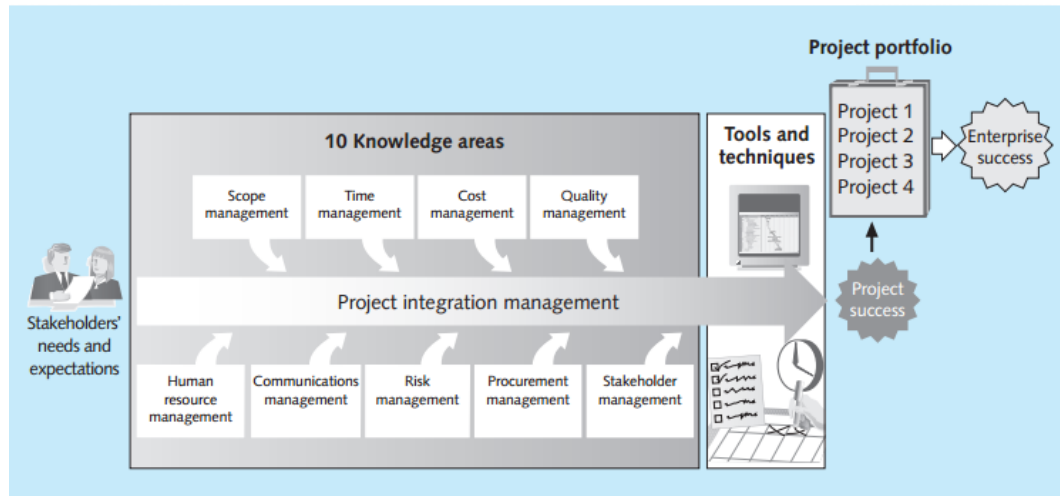 Project portfolio
Project 1
Project 2
Project 3
Project 4
Enterprise
success
10 Knowledge areas
Tools and
techniques
Scope
management
Time
management
Cost
management
Quality
management
Project integration management
Project
success
Stakeholders'
needs and
expectations
Human
resource
management
Communications
management
Risk
management
Procurement
management
Stakeholder
management